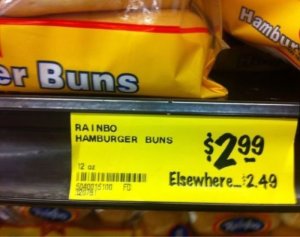 Hambur
er Buns
RAINBO
HAMBURGER BUNS
$2.99
12 oz
Elsewhere...$2.49